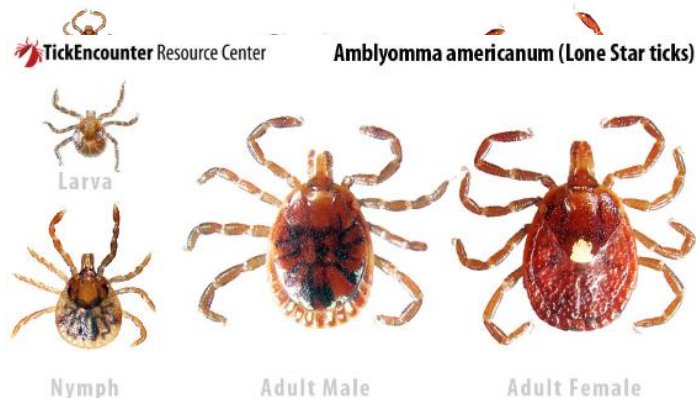 TickEncounter Resource Center
Amblyomma americanum (Lone Star ticks)
Larva
Nymph
Adult Male
Adult Female